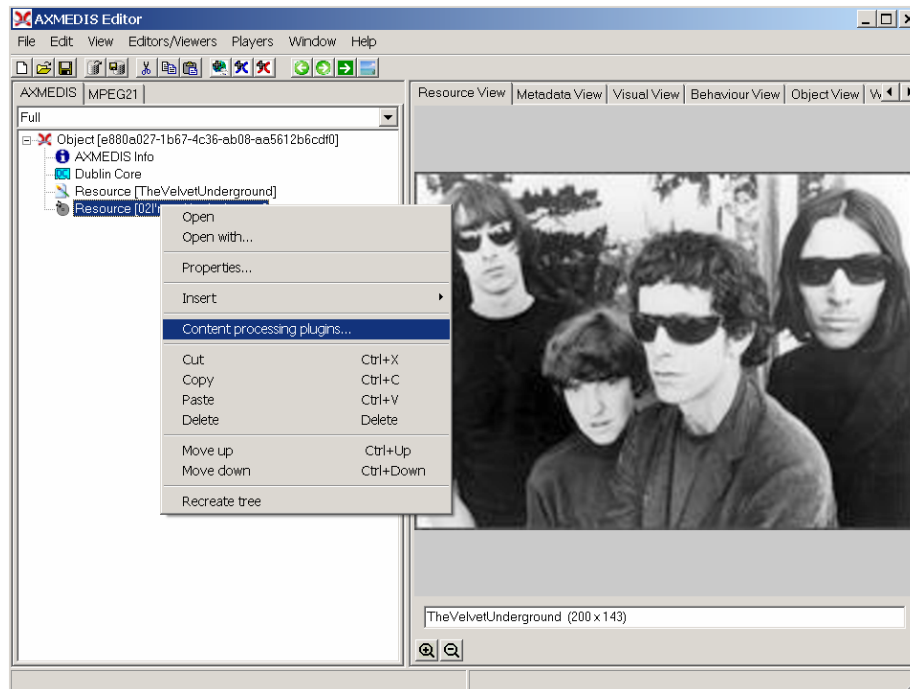 AXMEDIS Editor
File Edit View Editors/Viewers Players Window Help
AXMEDIS MPEG21
Resource View Metadata View Visual View Behaviour View Object View
Full
Object [e880a027-1b67-4c36-ab08-aa5612b6cdf0]
AXMEDIS Info
Dublin Core
Resource [TheVelvetUnderground]
Resource [02I'
Open
Open with...
Properties...
Insert
Content processing plugins...
Cut Ctrl+X
Copy Ctrl+C
Paste Ctrl+V
Delete Delete
Move up Ctrl+Up
Move down Ctrl+Down
Recreate tree
TheVelvetUnderground (200 x 143)